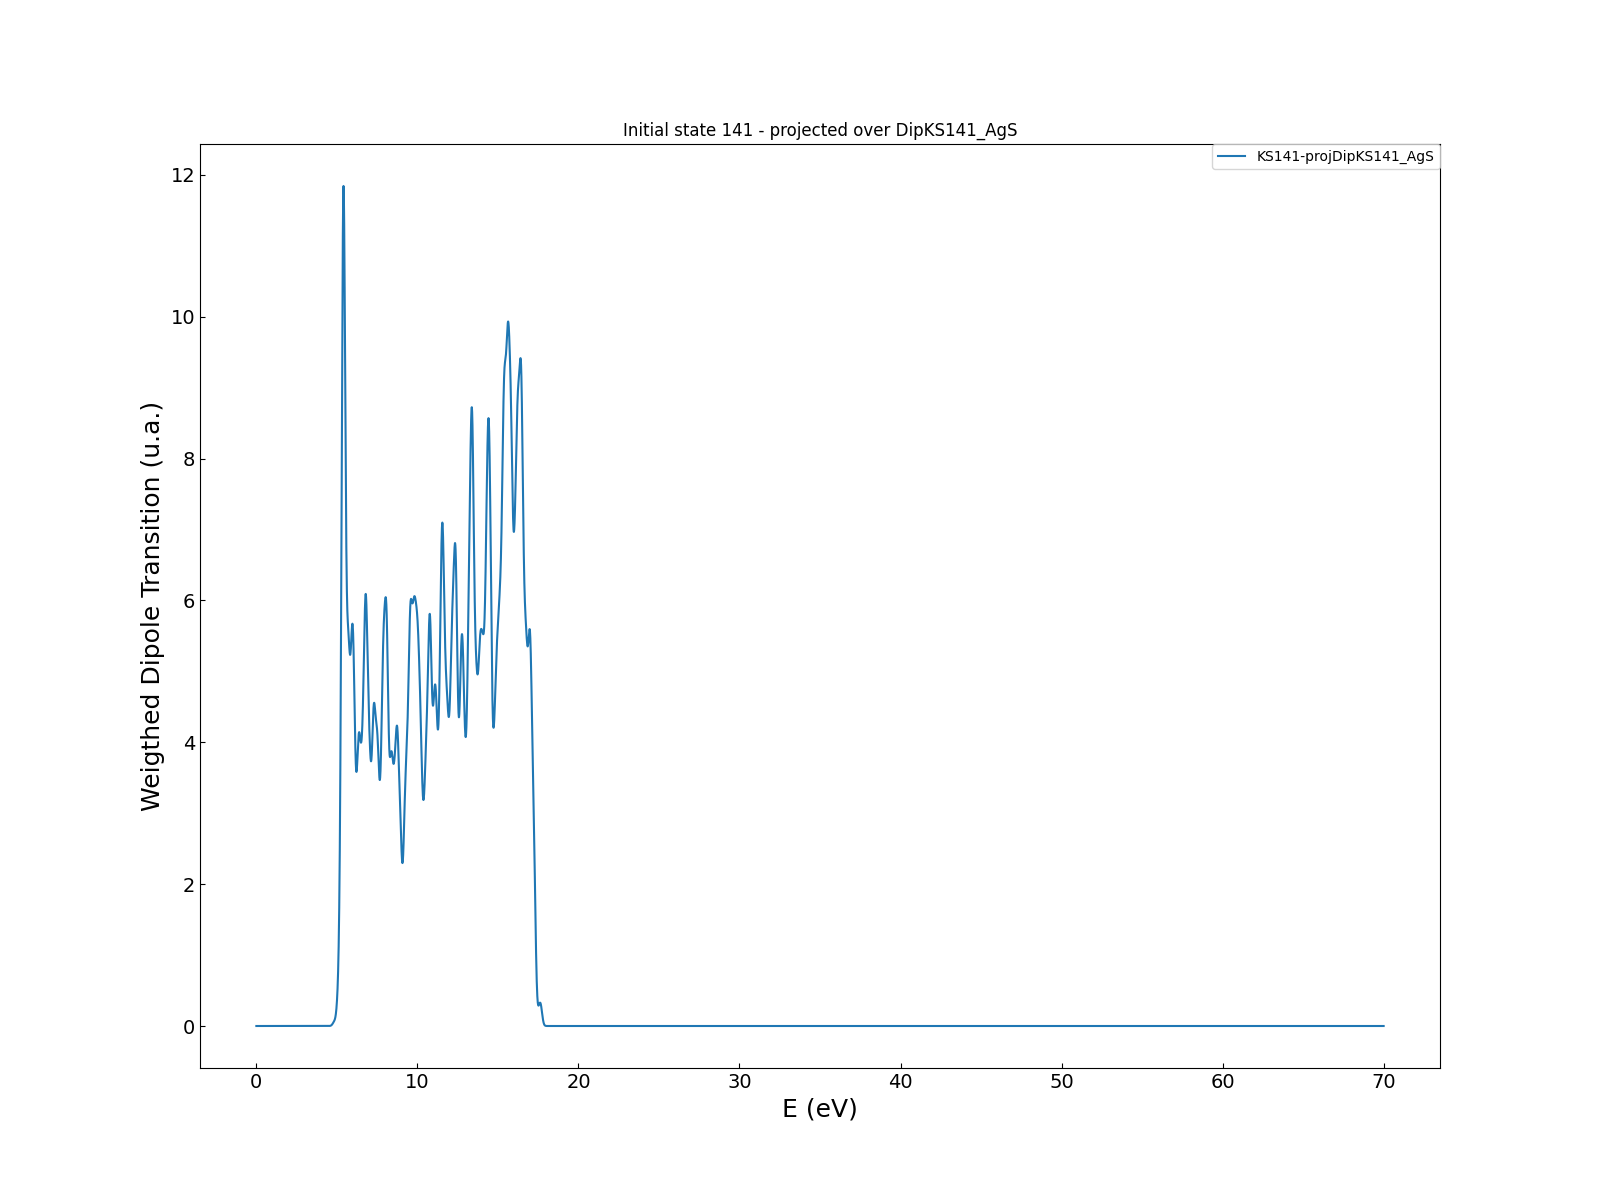 Initial state 141 - projected over DipKS141_AgS
KS141-projDipKS141_AgS
12
10
8
6
4
2
0
Weigthed Dipole Transition (u.a.)
0 10 20 30 40 50 60 70
E (eV)